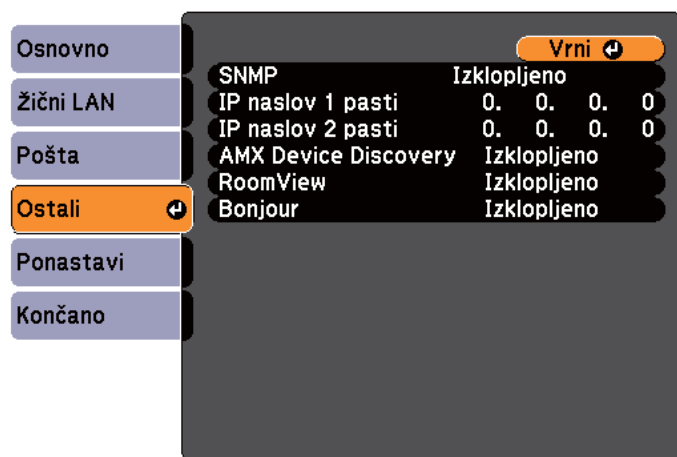 Osnovno
Žični LAN
Pošta
Ostali
Ponastavi
Končano
Vrni
SNMP Izklopljeno
IP naslov 1 pasti 0. 0. 0. 0
IP naslov 2 pasti 0. 0. 0. 0
AMX Device Discovery Izklopljeno
RoomView Izklopljeno
Bonjour Izklopljeno